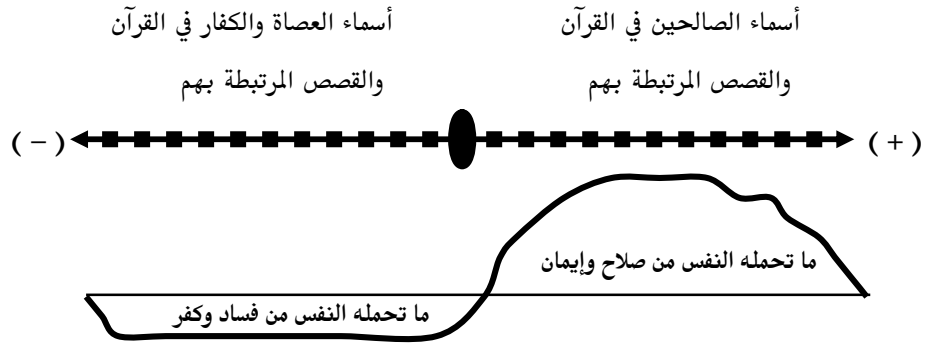 أسماء الصالحين في القرآن
والقصص المرتبطة بهم
أسماء العصاة والكفار في القرآن
والقصص المرتبطة بهم
( + )
( − )
ما تحمله النفس من صلاح وإيمان
ما تحمله النفس من فساد وكفر